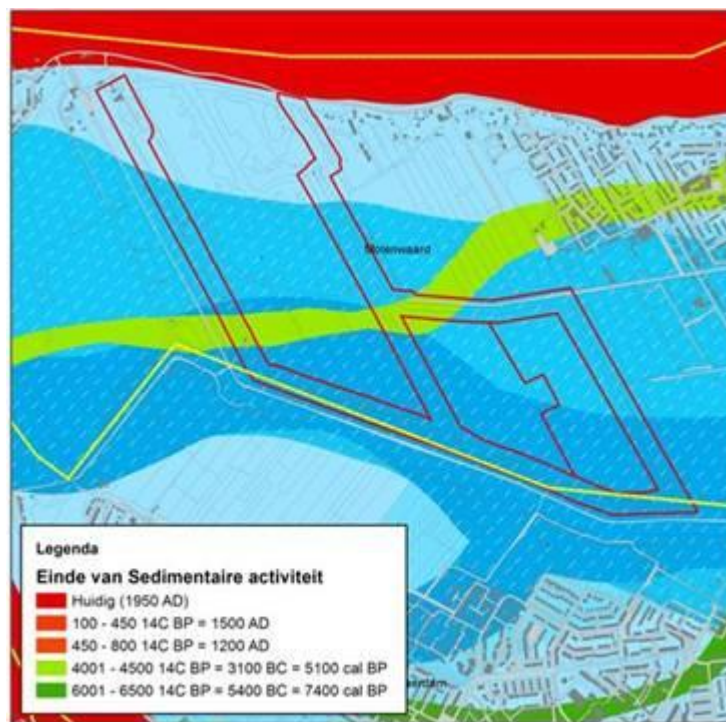 Molenwaard
Legenda
Einde van Sedimentaire activiteit
Huidig (1950 AD)
100 - 450 14C BP = 1500 AD
450 - 800 14C BP = 1200 AD
4001 - 4500 14C BP = 3100 BC = 5100 cal BP
6001 - 6500 14C BP = 5400 BC = 7400 cal BP